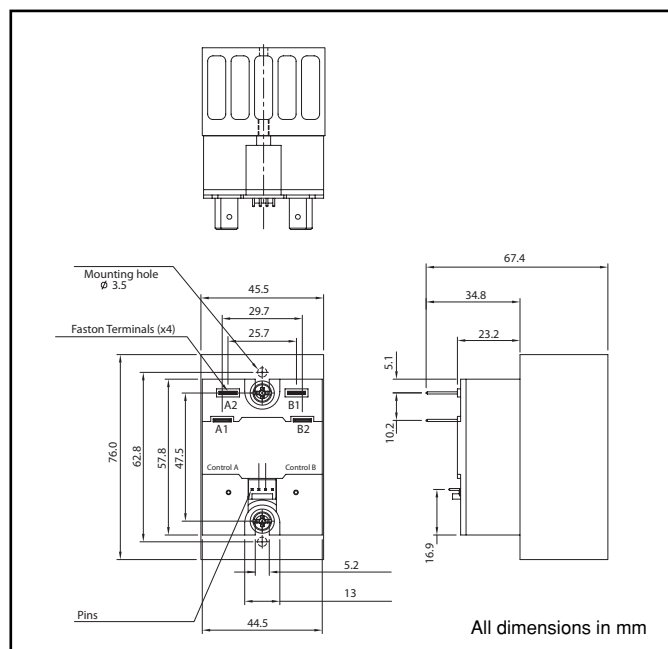 Mounting hole
Ø 3.5
Faston Terminals (x4)
45.5
29.7
25.7
67.4
34.8
23.2
5.1
10.2
16.9
76.0
62.8
57.8
47.5
A2
B1
A1
B2
Control A
Control B
5.2
13
44.5
Pins
All dimensions in mm